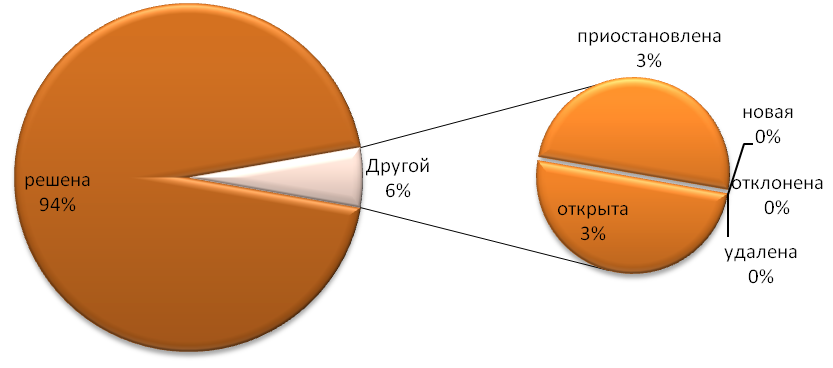 решена
94%
Другой
6%
приостановлена
3%
открыта
3%
новая
0%
отклонена
0%
удалена
0%